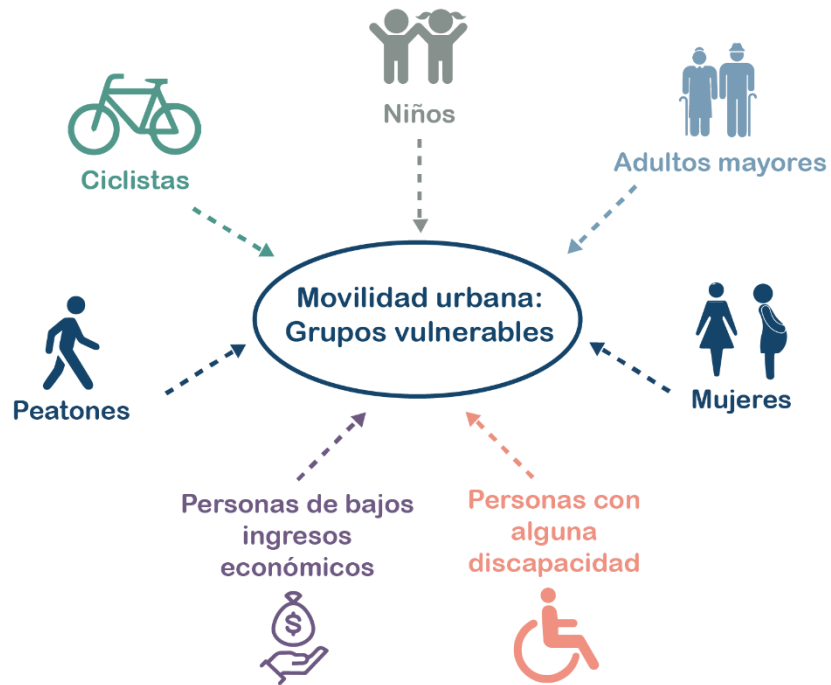 Niños
Ciclistas
Adultos mayores
Movilidad urbana:
Grupos vulnerables
Peatones
Mujeres
Personas de bajos
ingresos
económicos
$
Personas con
alguna
discapacidad